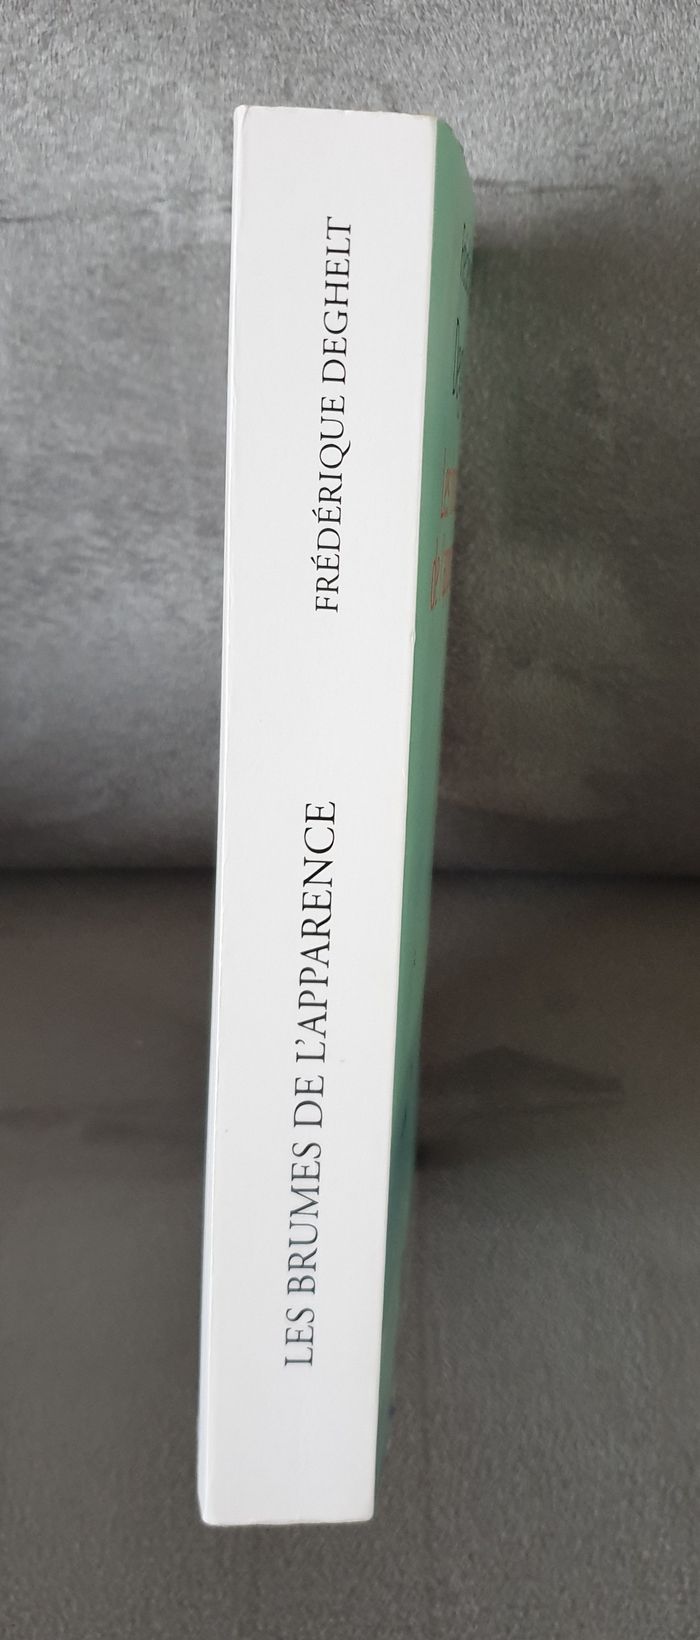 LES BRUMES DE L'APPARENCE
FRÉDÉRIQUE DEGHELT